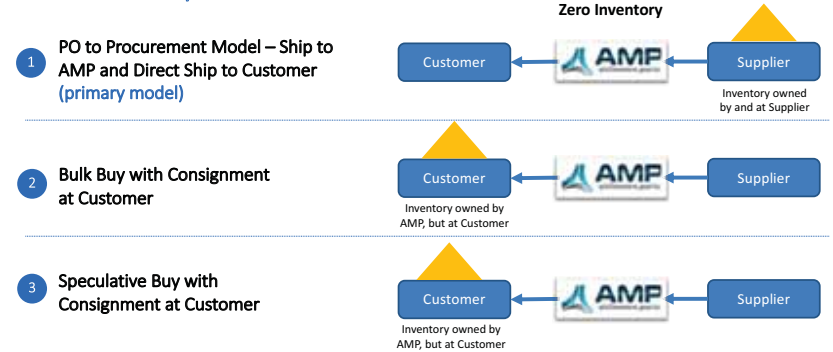 Zero Inventory
1
PO to Procurement Model – Ship to
AMP and Direct Ship to Customer
(primary model)
Customer
AMP
Supplier
Inventory owned
by and at Supplier
2
Bulk Buy with Consignment
at Customer
Customer
AMP
Supplier
Inventory owned by
AMP, but at Customer
3
Speculative Buy with
Consignment at Customer
Customer
AMP
Supplier
Inventory owned by
AMP, but at Customer